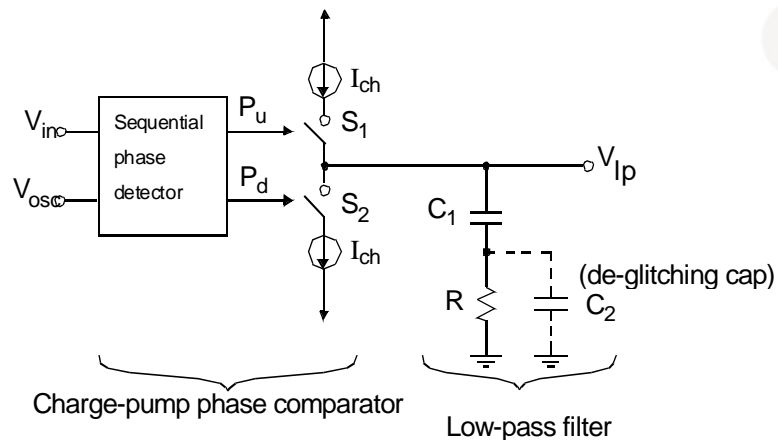 I_ch
P_u
S_1
V_in
Sequential
phase
detector
V_lp
P_d
V_osc
S_2
C_1
I_ch
(de-glitching cap)
R
C_2
Charge-pump phase comparator
Low-pass filter